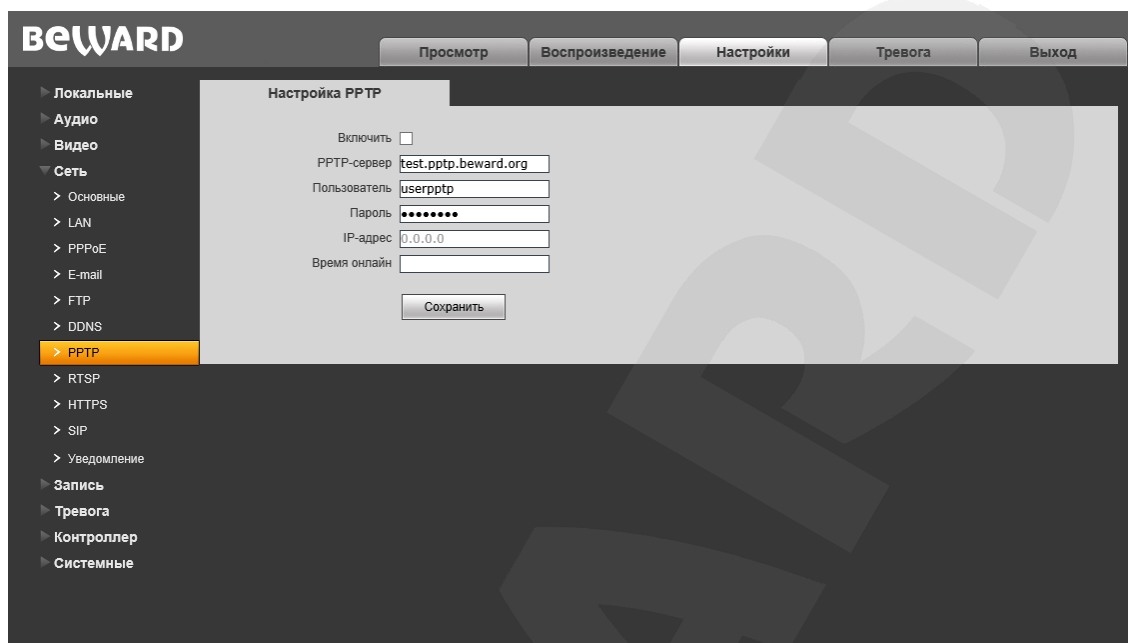 BEWARD
Просмотр
Воспроизведение
Настройки
Тревога
Выход
Локальные
Аудио
Видео
Сеть
Основные
LAN
PPPoE
E-mail
FTP
DDNS
PPTP
RTSP
HTTPS
SIP
Уведомление
Запись
Тревога
Контроллер
Системные
Настройка PPTP
Включить
PPTP-сервер test.pptp.beward.org
Пользователь userpptp
Пароль ••••••••
IP-адрес 0.0.0.0
Время онлайн
Сохранить